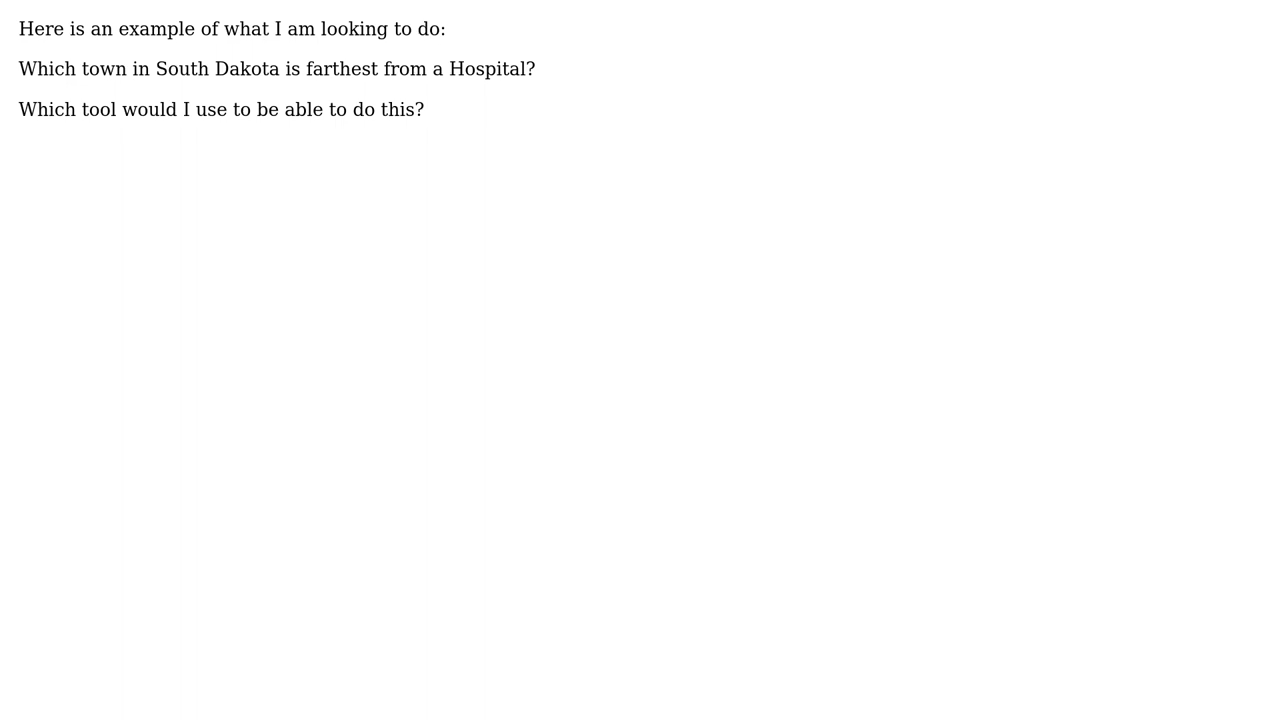 Here is an example of what I am looking to do:
Which town in South Dakota is farthest from a Hospital?
Which tool would I use to be able to do this?